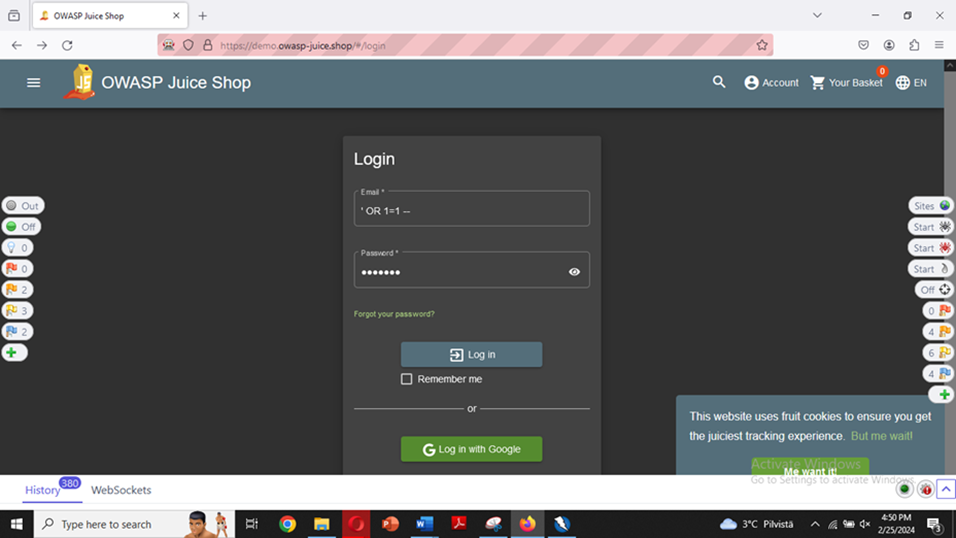 OWASP Juice Shop
https://demo.owasp-juice.shop/#/login
OWASP Juice Shop
Account
0
Your Basket
EN
Login
Email *
' OR 1=1 --
Password *
•••••••
Forgot your password?
Log in
Remember me
or
Log in with Google
Out
Off
0
0
2
3
2
Sites
Start
Start
Start
Off
0
4
6
4
This website uses fruit cookies to ensure you get
the juiciest tracking experience. But me wait!
Me want it!
Activate Windows
Go to Settings to activate Windows.
History 380 WebSockets
Type here to search
3°C Pilvistä
4:50 PM
2/25/2024
3